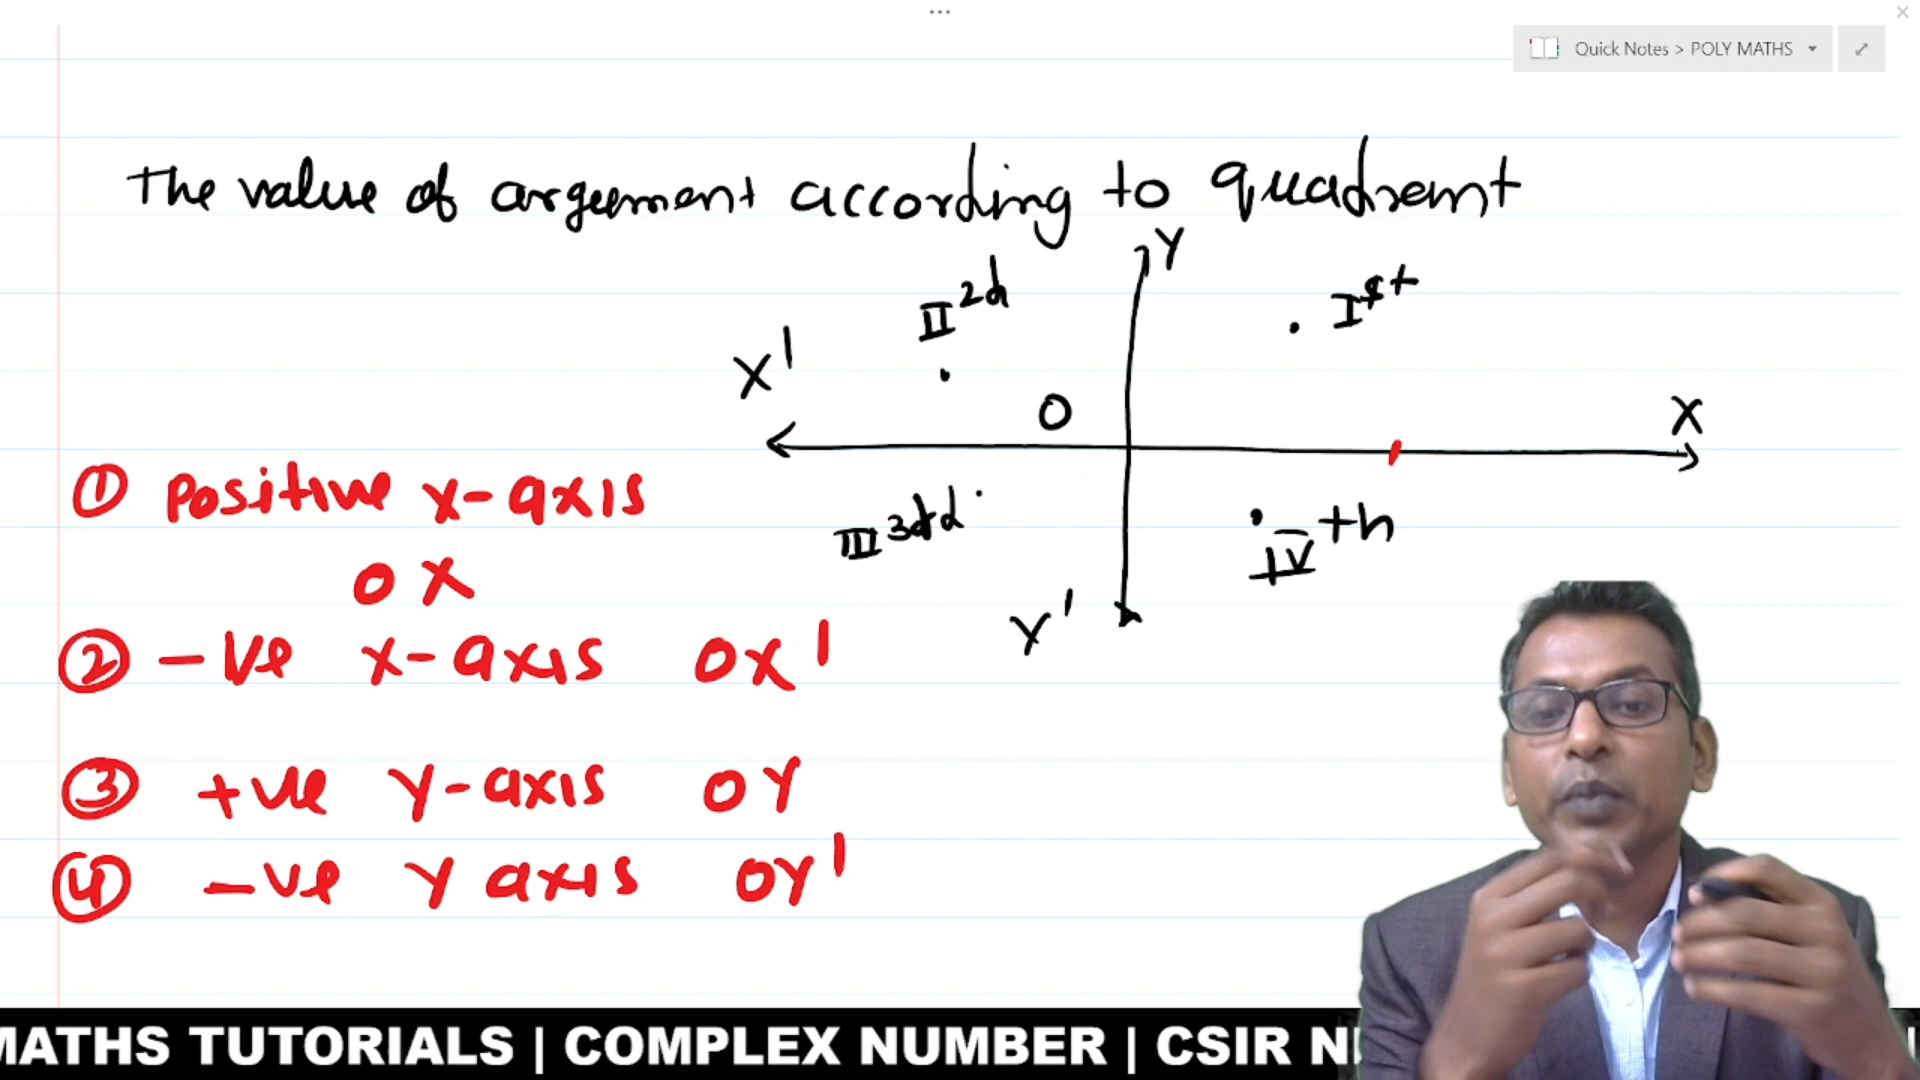 Quick Notes > POLY MATHS
The value of argeement according to quadrent
Y
II 2d
I st
X'
O
X
① Positive x-axis
III 3rd
IV th
O X
Y'
② -ve x-axis OX'
③ +ve Y-axis OY
④ -ve Y axis OY'
MATHS TUTORIALS | COMPLEX NUMBER | CSIR